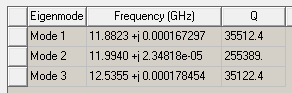 Eigenmode Frequency (GHz) Q
Mode 1 11.8823 +j 0.000167297 35512.4
Mode 2 11.9940 +j 2.34818e-05 255389.
Mode 3 12.5355 +j 0.000178454 35122.4